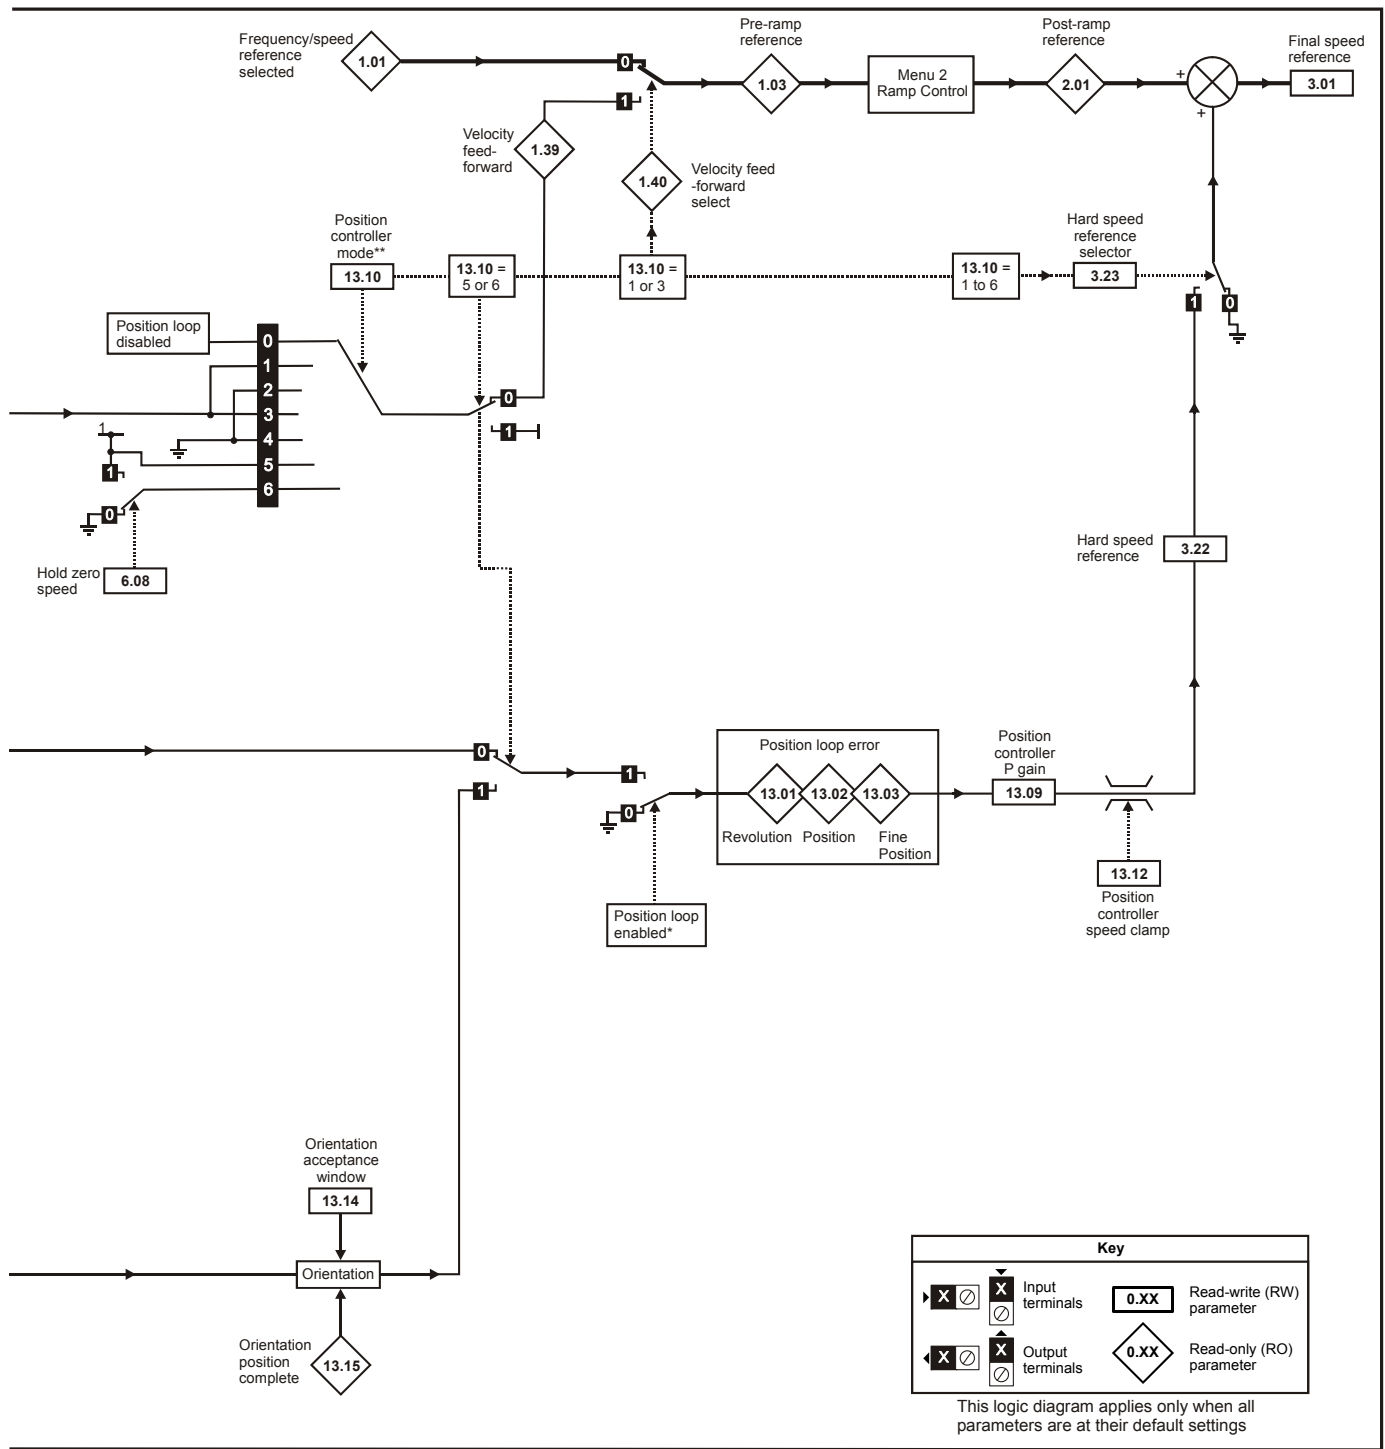 Frequency/speed
reference
selected
1.01
0
1
Pre-ramp
reference
1.03
Menu 2
Ramp Control
Post-ramp
reference
2.01
+
+
Final speed
reference
3.01
Velocity
feed-
forward
1.39
1.40
Velocity feed
-forward
select
Position
controller
mode**
13.10
13.10 =
5 or 6
13.10 =
1 or 3
13.10 =
1 to 6
Hard speed
reference
selector
3.23
1
0
Position loop
disabled
0
1
2
3
4
5
6
0
1
1
1
0
Hold zero
speed
6.08
Hard speed
reference
3.22
0
1
1
0
Position loop error
13.01
13.02
13.03
Revolution
Position
Fine
Position
Position
controller
P gain
13.09
13.12
Position
controller
speed clamp
Position loop
enabled*
Orientation
acceptance
window
13.14
Orientation
Orientation
position
complete
13.15
Key
X
X
Input
terminals
0.XX
Read-write (RW)
parameter
X
X
Output
terminals
0.XX
Read-only (RO)
parameter
This logic diagram applies only when all
parameters are at their default settings